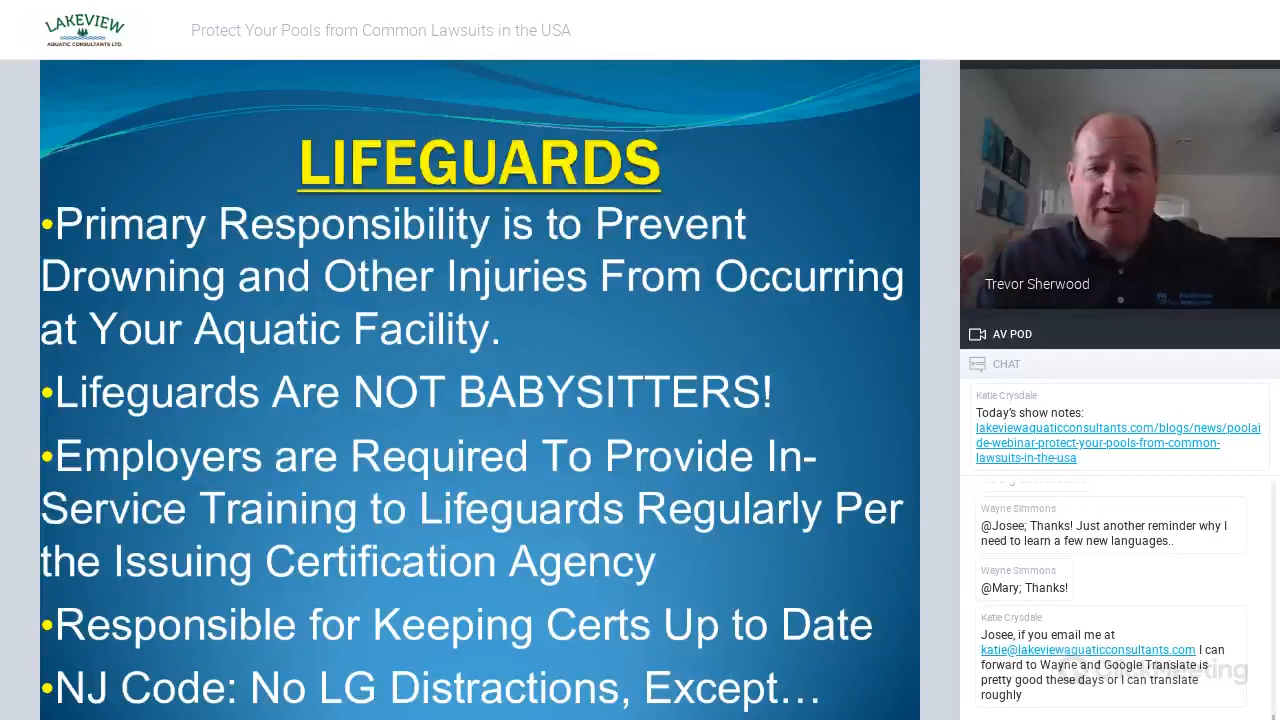 LAKEVIEW
AQUATIC CONSULTANTS LTD.
Protect Your Pools from Common Lawsuits in the USA
LIFEGUARDS
•Primary Responsibility is to Prevent
Drowning and Other Injuries From Occurring
at Your Aquatic Facility.
•Lifeguards Are NOT BABYSITTERS!
•Employers are Required To Provide In-
Service Training to Lifeguards Regularly Per
the Issuing Certification Agency
•Responsible for Keeping Certs Up to Date
•NJ Code: No LG Distractions, Except…
Trevor Sherwood
AV POD
CHAT
Katie Crysdale
Today's show notes:
lakeviewaquaticconsultants.com/blogs/news/poolai
de-webinar-protect-your-pools-from-common-
lawsuits-in-the-usa
Wayne Simmons
@Josee; Thanks! Just another reminder why I
need to learn a few new languages..
Wayne Simmons
@Mary; Thanks!
Katie Crysdale
Josee, if you email me at
katie@lakeviewaquaticconsultants.com I can
forward to Wayne and Google Translate is
pretty good these days or I can translate
roughly
ClickMeeting